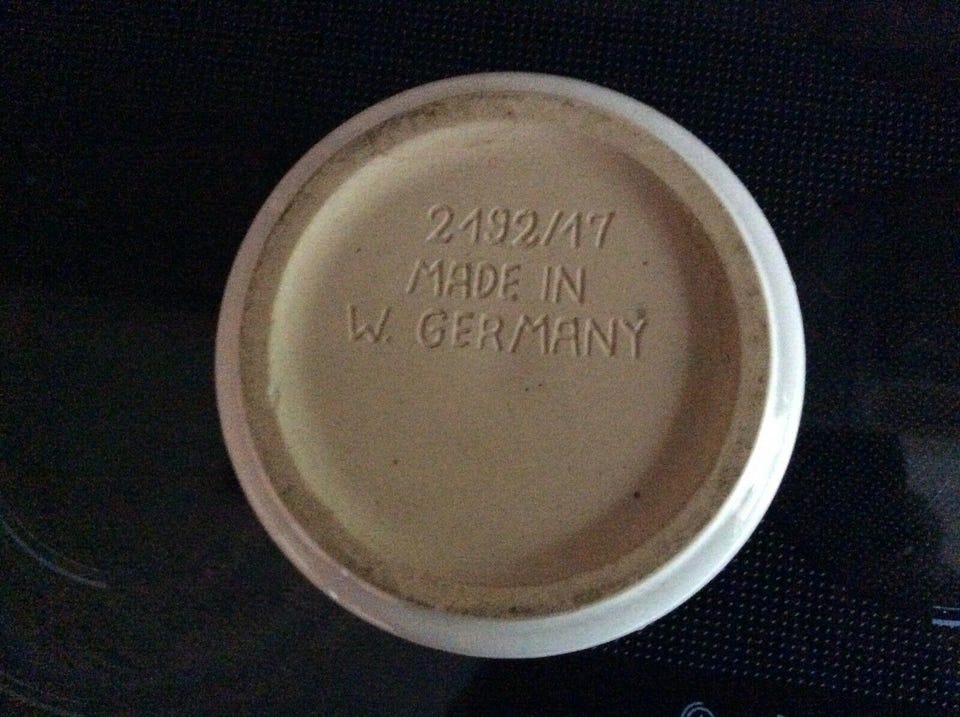 2192/17
MADE IN
W. GERMANY